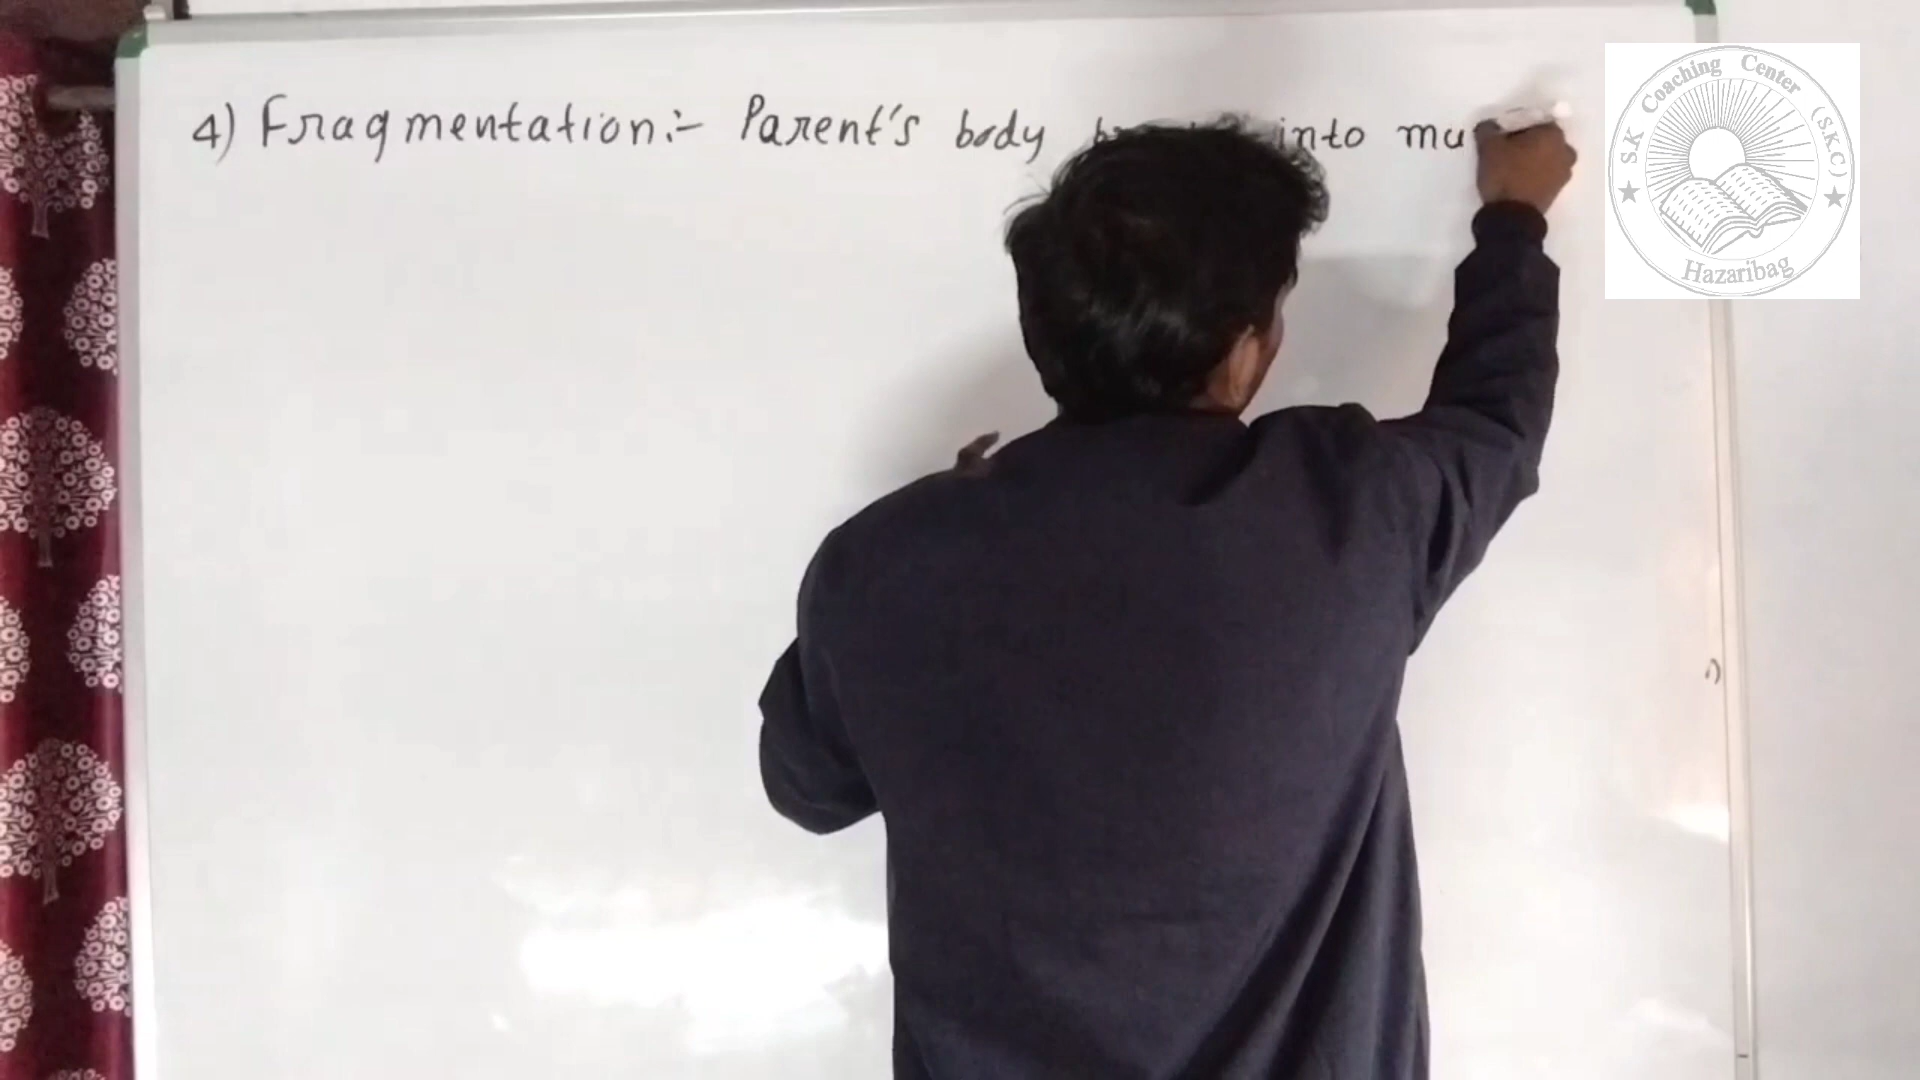 4) Fragmentation:- Parent's body into
S.K Coaching Center (S.K.C)
Hazaribag